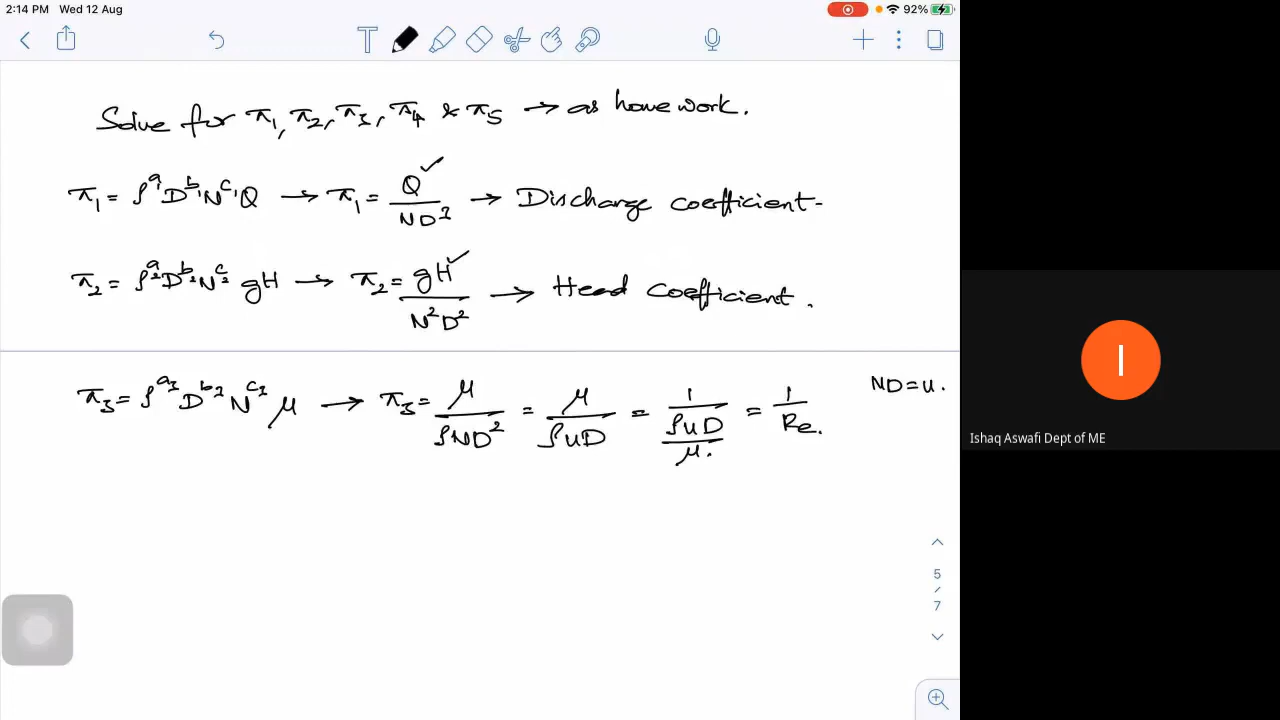 2:14 PM Wed 12 Aug 92%
Solve for π₁, π₂, π₃, π₄ & π₅ → as homework.
π₁ = ρ^a₁ D^b₁ N^c₁ Q → π₁ = Q/ND³ → Discharge coefficient
π₂ = ρ^a₂ D^b₂ N^c₂ gH → π₂ = gH/N²D² → Head coefficient.
ND = u.
π₃ = ρ^a₃ D^b₃ N^c₃ μ → π₃ = μ/ρND² = μ/ρuD = 1/(ρuD/μ) = 1/Re.
I
Ishaq Aswafi Dept of ME
5
/
7